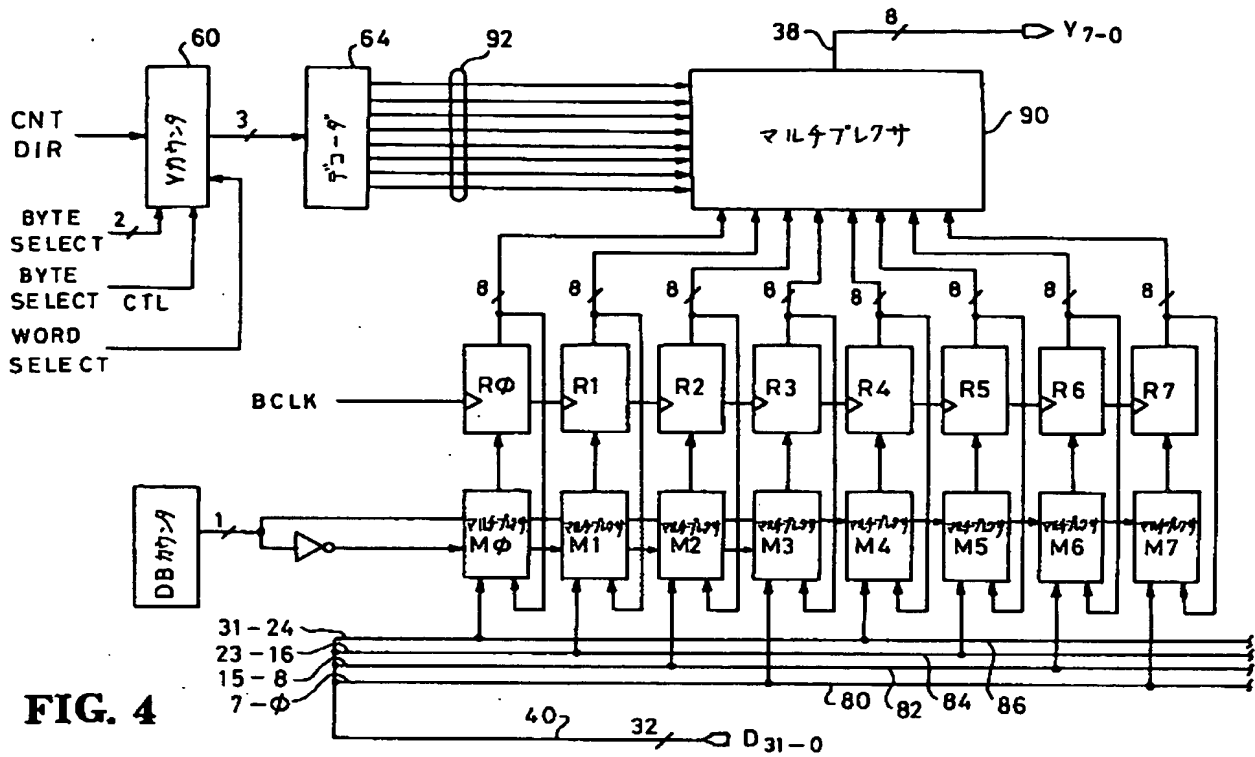 60
64
92
38
8
Y7-0
CNT
DIR
Yカウンタ
3
デコーダ
マルチプレクサ
90
BYTE
SELECT
2
BYTE
SELECT CTL
WORD
SELECT
8 8 8 8 8 8 8 8
BCLK
RΦ R1 R2 R3 R4 R5 R6 R7
DBカウンタ
1
マルチプレクサ マルチプレクサ マルチプレクサ マルチプレクサ マルチプレクサ マルチプレクサ マルチプレクサ マルチプレクサ
MΦ M1 M2 M3 M4 M5 M6 M7
31-24
23-16
15-8
7-Φ
80 82 84 86
FIG. 4
40
32
D31-0